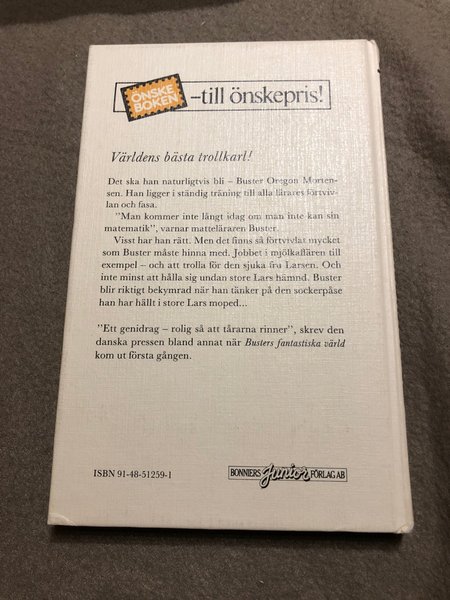 ÖNSKE
BOKEN
–till önskepris!
Världens bästa trollkarl!
Det ska han naturligtvis bli – Buster Oregon Morten-
sen. Han ligger i ständig träning till alla lärares förtviv-
lan och fasa.
"Man kommer inte långt idag om man inte kan sin
matematik", varnar matteläraren Buster.
Visst har han rätt. Men det finns så förtvivlat mycket
som Buster måste hinna med. Jobbet i mjölkaffären till
exempel – och att trolla för den sjuka fru Larsen. Och
inte minst att hålla sig undan store Lars hämnd. Buster
blir riktigt bekymrad när han tänker på den sockerpåse
han har hällt i store Lars moped...
"Ett genidrag – rolig så att tårarna rinner", skrev den
danska pressen bland annat när Busters fantastiska värld
kom ut första gången.
ISBN 91-48-51259-1
BONNIERS Junior FÖRLAG AB